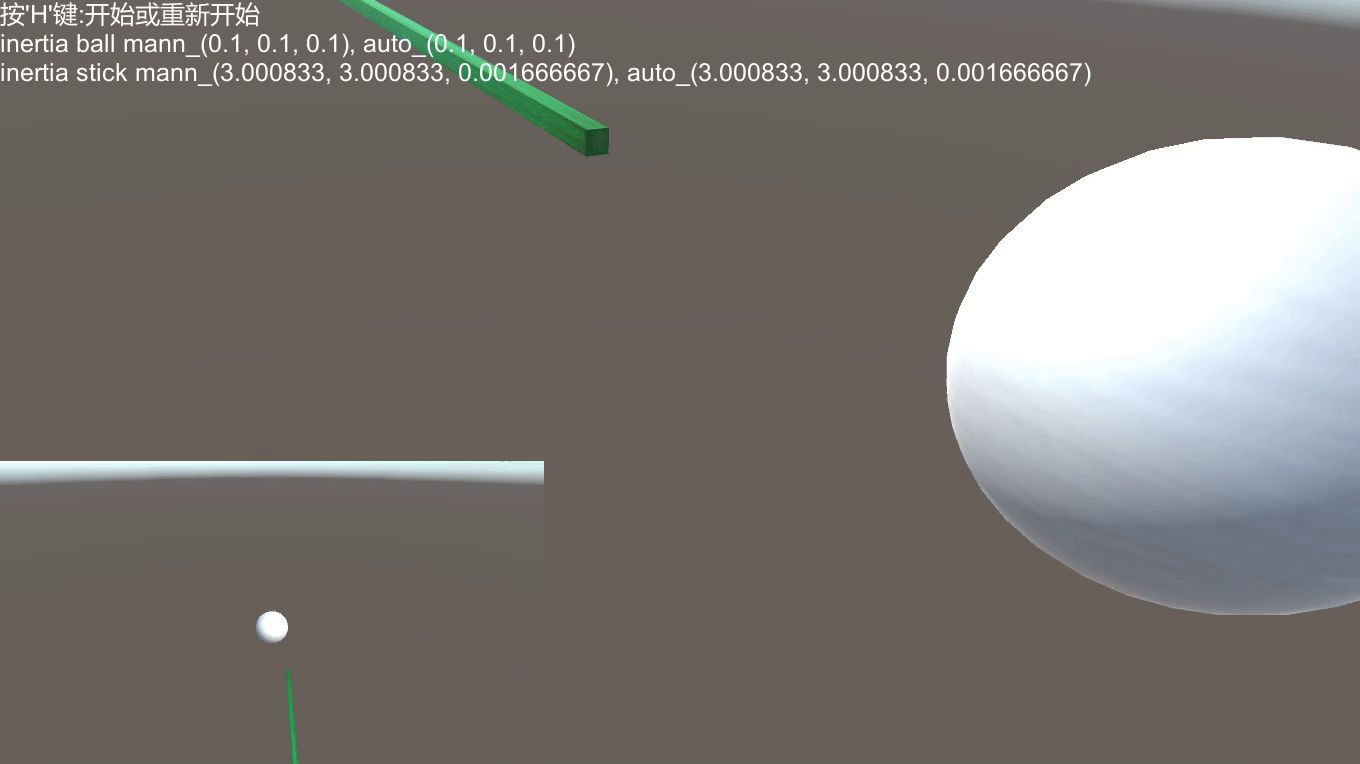 按'H'键:开始或重新开始
inertia ball mann_(0.1, 0.1, 0.1), auto_(0.1, 0.1, 0.1)
inertia stick mann_(3.000833, 3.000833, 0.001666667), auto_(3.000833, 3.000833, 0.001666667)